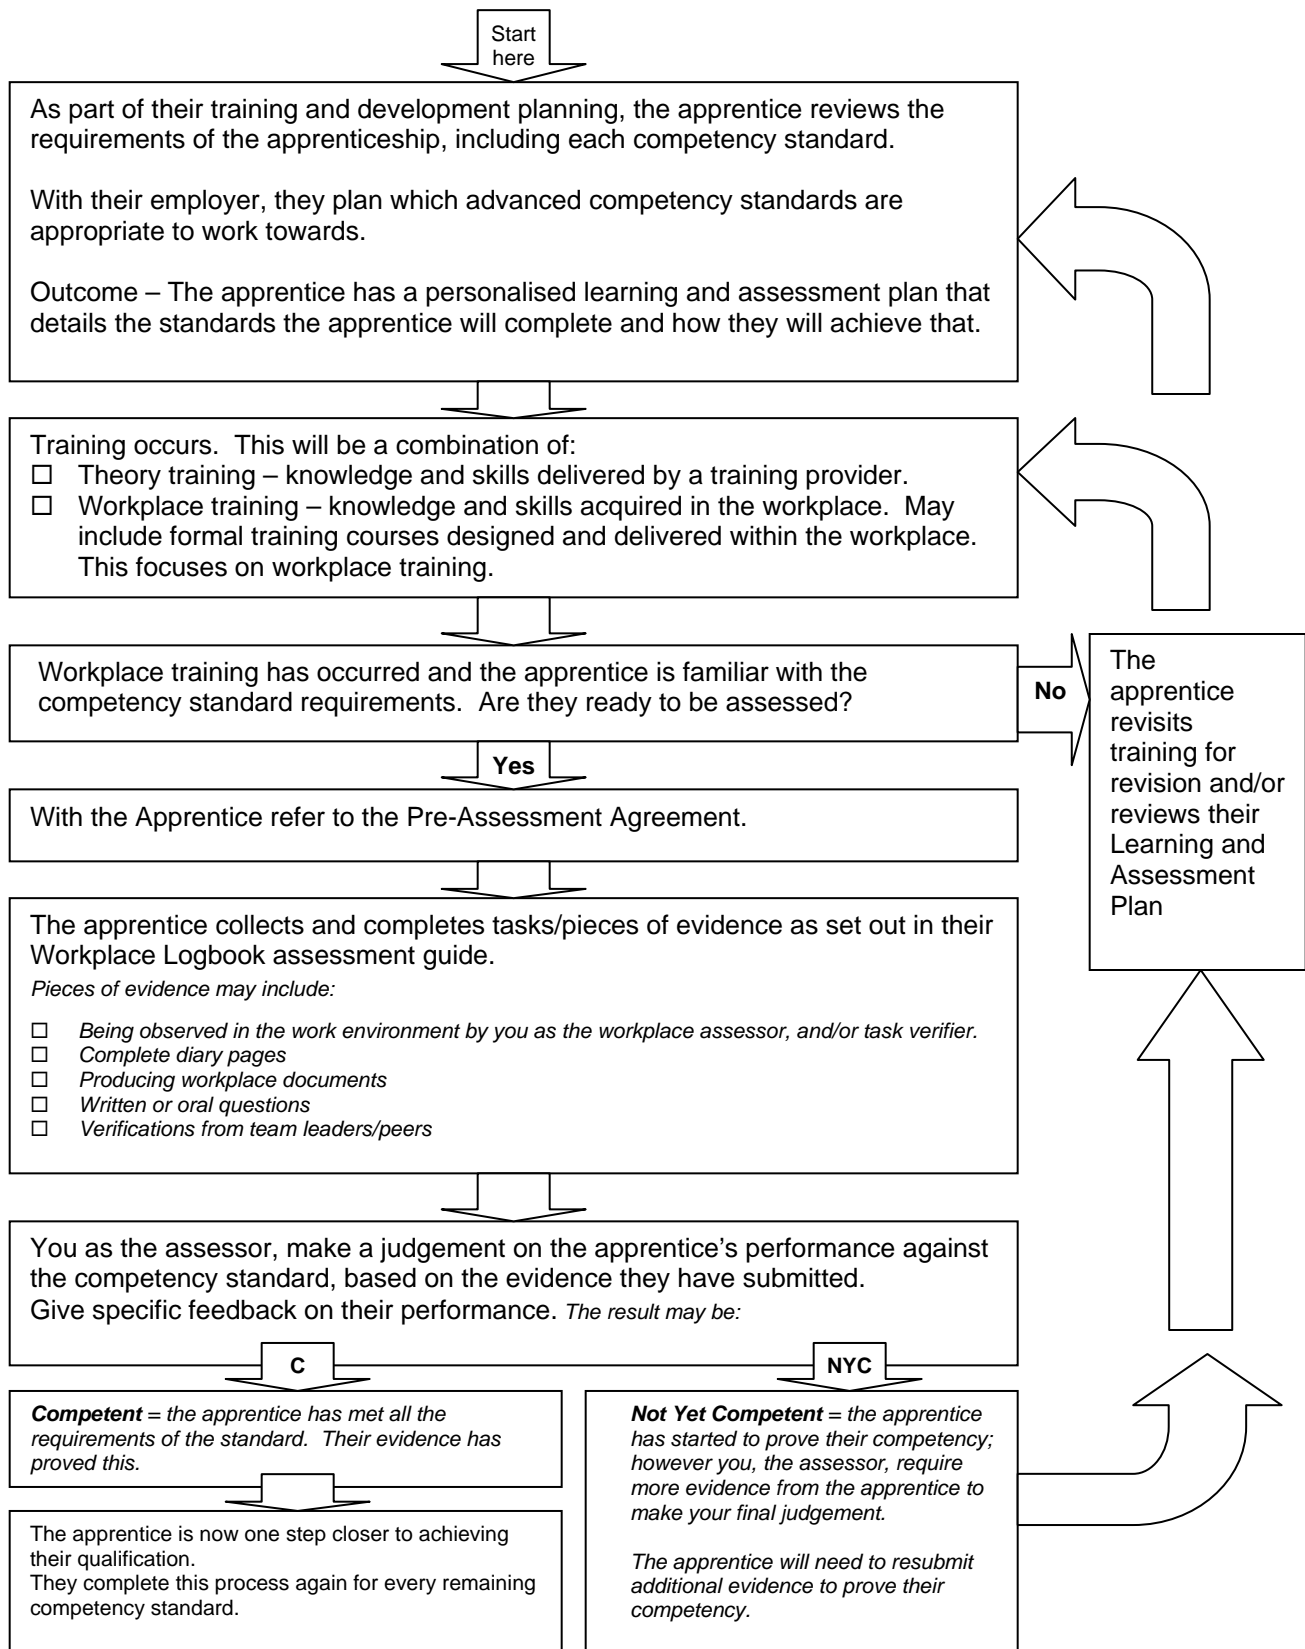 Start
here
As part of their training and development planning, the apprentice reviews the
requirements of the apprenticeship, including each competency standard.
With their employer, they plan which advanced competency standards are
appropriate to work towards.
Outcome – The apprentice has a personalised learning and assessment plan that
details the standards the apprentice will complete and how they will achieve that.
Training occurs.  This will be a combination of:
☐ Theory training – knowledge and skills delivered by a training provider.
☐ Workplace training – knowledge and skills acquired in the workplace.  May
include formal training courses designed and delivered within the workplace.
This focuses on workplace training.
Workplace training has occurred and the apprentice is familiar with the
competency standard requirements.  Are they ready to be assessed?
No
The
apprentice
revisits
training for
revision and/or
reviews their
Learning and
Assessment
Plan
Yes
With the Apprentice refer to the Pre-Assessment Agreement.
The apprentice collects and completes tasks/pieces of evidence as set out in their
Workplace Logbook assessment guide.
Pieces of evidence may include:
☐ Being observed in the work environment by you as the workplace assessor, and/or task verifier.
☐ Complete diary pages
☐ Producing workplace documents
☐ Written or oral questions
☐ Verifications from team leaders/peers
You as the assessor, make a judgement on the apprentice's performance against
the competency standard, based on the evidence they have submitted.
Give specific feedback on their performance. The result may be:
C
NYC
Competent = the apprentice has met all the
requirements of the standard.  Their evidence has
proved this.
The apprentice is now one step closer to achieving
their qualification.
They complete this process again for every remaining
competency standard.
Not Yet Competent = the apprentice
has started to prove their competency;
however you, the assessor, require
more evidence from the apprentice to
make your final judgement.
The apprentice will need to resubmit
additional evidence to prove their
competency.